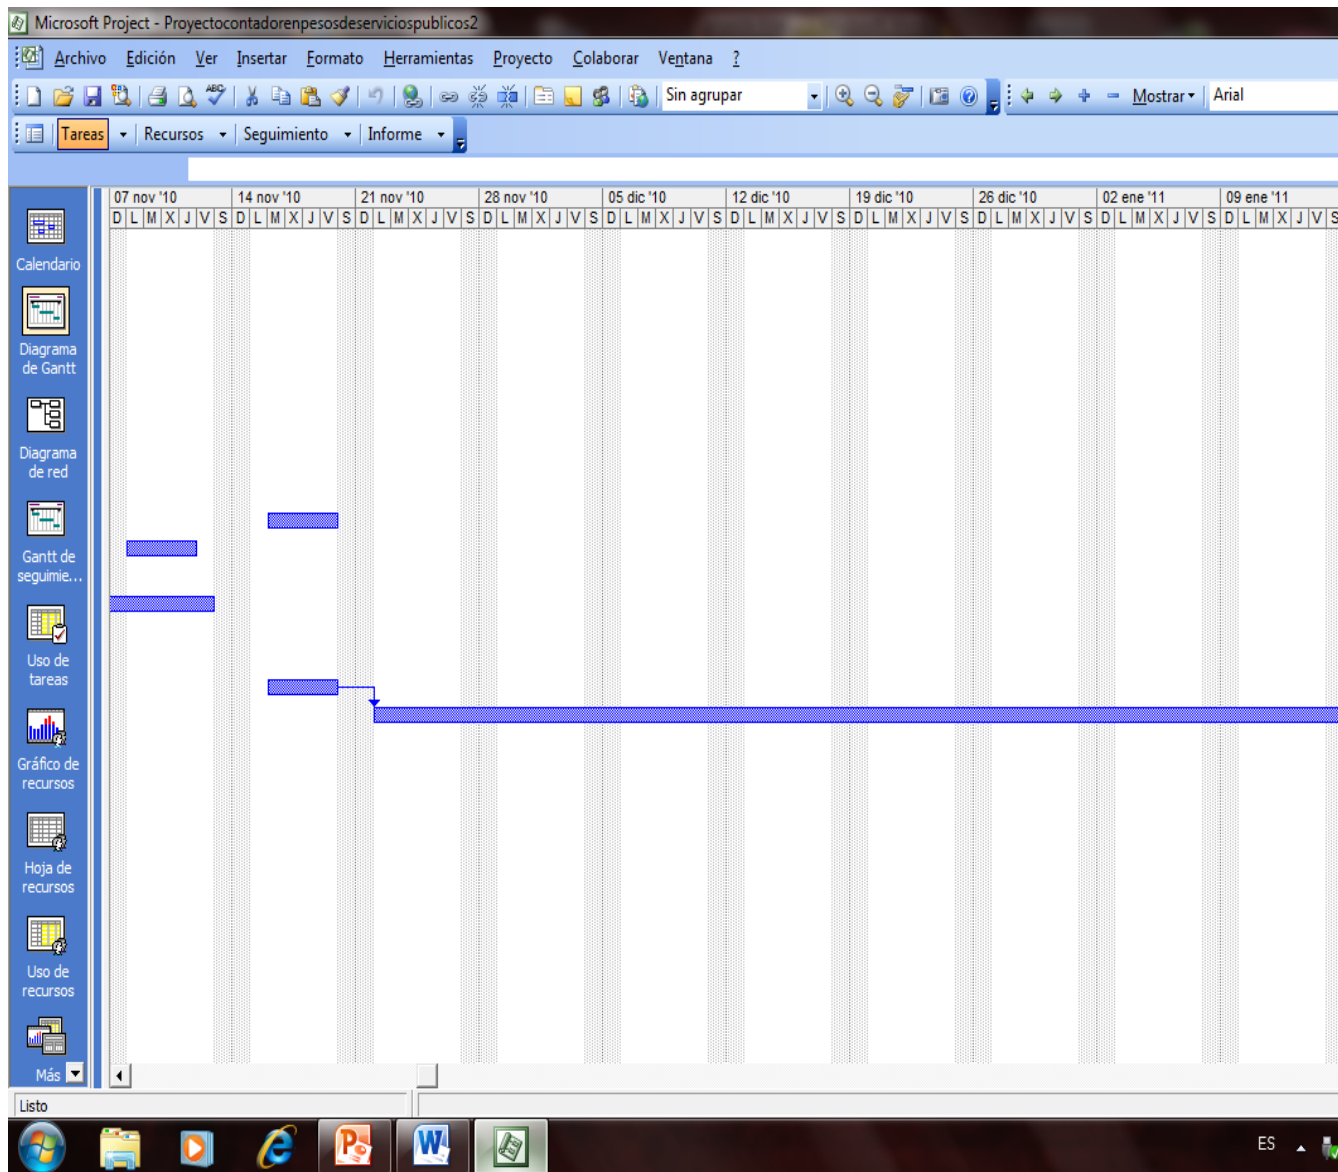 Microsoft Project - Proyectocontadorenpesosdeserviciospublicos2
Archivo Edición Ver Insertar Formato Herramientas Proyecto Colaborar Ventana ?
ABC Sin agrupar Mostrar Arial
Tareas Recursos Seguimiento Informe
07 nov '10 14 nov '10 21 nov '10 28 nov '10 05 dic '10 12 dic '10 19 dic '10 26 dic '10 02 ene '11 09 ene '11
D L M X J V S D L M X J V S D L M X J V S D L M X J V S D L M X J V S D L M X J V S D L M X J V S D L M X J V S D L M X J V S D L M X J V S
Calendario
Diagrama
de Gantt
Diagrama
de red
Gantt de
seguimie...
Uso de
tareas
Gráfico de
recursos
Hoja de
recursos
Uso de
recursos
Más
Listo
ES